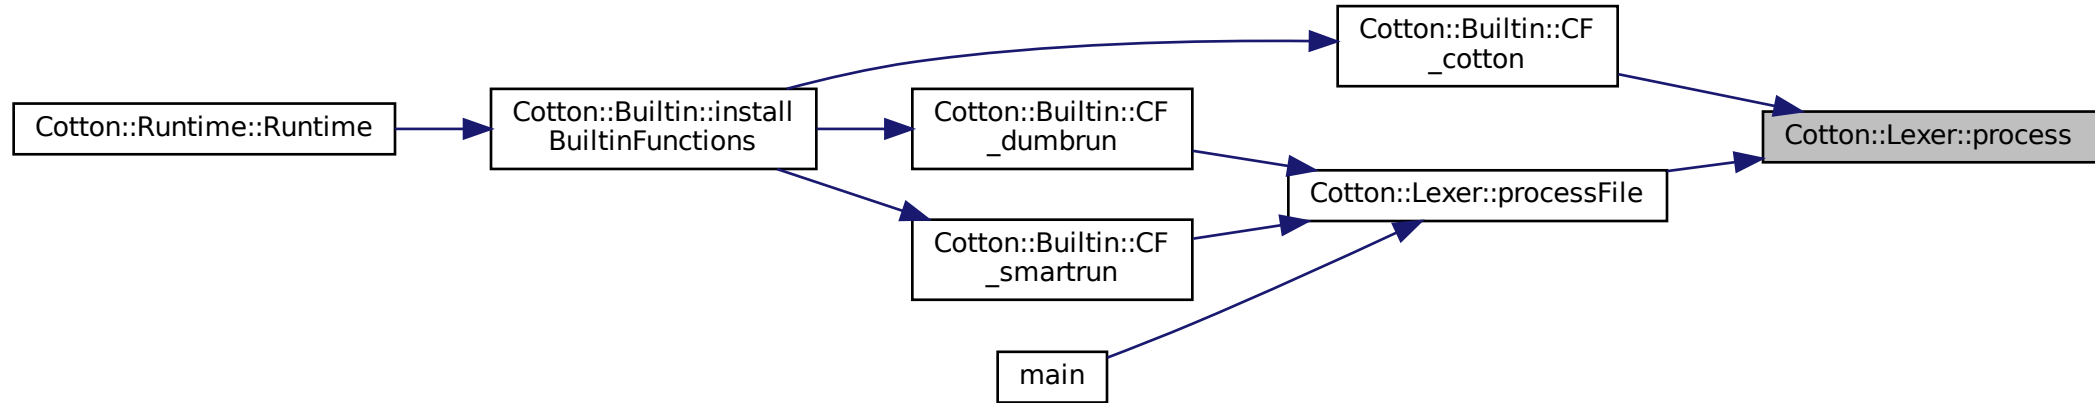 Cotton::Builtin::CF
_cotton
Cotton::Runtime::Runtime
Cotton::Builtin::install
BuiltinFunctions
Cotton::Builtin::CF
_dumbrun
Cotton::Lexer::process
Cotton::Lexer::processFile
Cotton::Builtin::CF
_smartrun
main